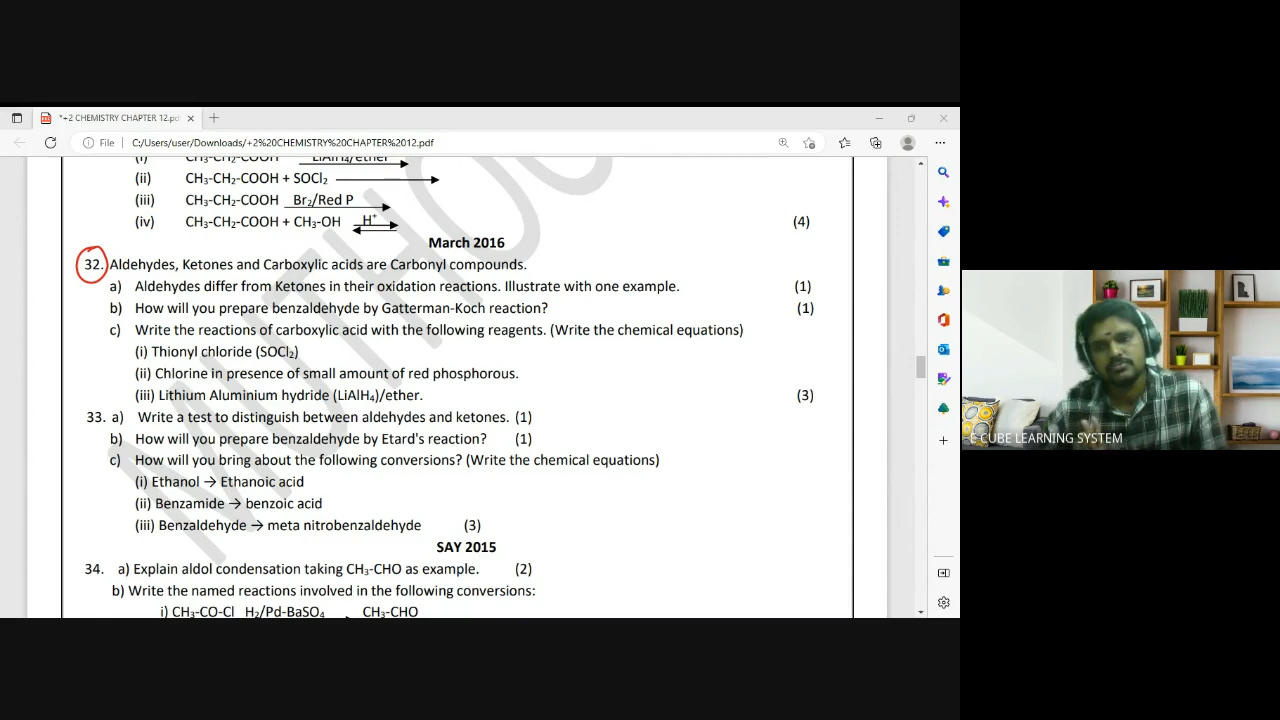 *+2 CHEMISTRY CHAPTER 12.pd
File C:/Users/user/Downloads/+2%20CHEMISTRY%20CHAPTER%2012.pdf
(i) CH₃-CH₂-COOH LiAlH₄/ether
(ii) CH₃-CH₂-COOH + SOCl₂
(iii) CH₃-CH₂-COOH Br₂/Red P
(iv) CH₃-CH₂-COOH + CH₃-OH H⁺ (4)
March 2016
32. Aldehydes, Ketones and Carboxylic acids are Carbonyl compounds.
a) Aldehydes differ from Ketones in their oxidation reactions. Illustrate with one example. (1)
b) How will you prepare benzaldehyde by Gatterman-Koch reaction? (1)
c) Write the reactions of carboxylic acid with the following reagents. (Write the chemical equations)
(i) Thionyl chloride (SOCl₂)
(ii) Chlorine in presence of small amount of red phosphorous.
(iii) Lithium Aluminium hydride (LiAlH₄)/ether. (3)
33. a) Write a test to distinguish between aldehydes and ketones. (1)
b) How will you prepare benzaldehyde by Etard's reaction? (1)
c) How will you bring about the following conversions? (Write the chemical equations)
(i) Ethanol → Ethanoic acid
(ii) Benzamide → benzoic acid
(iii) Benzaldehyde → meta nitrobenzaldehyde (3)
SAY 2015
34. a) Explain aldol condensation taking CH₃-CHO as example. (2)
b) Write the named reactions involved in the following conversions:
i) CH₃-CO-Cl H₂/Pd-BaSO₄ CH₃-CHO
E CUBE LEARNING SYSTEM